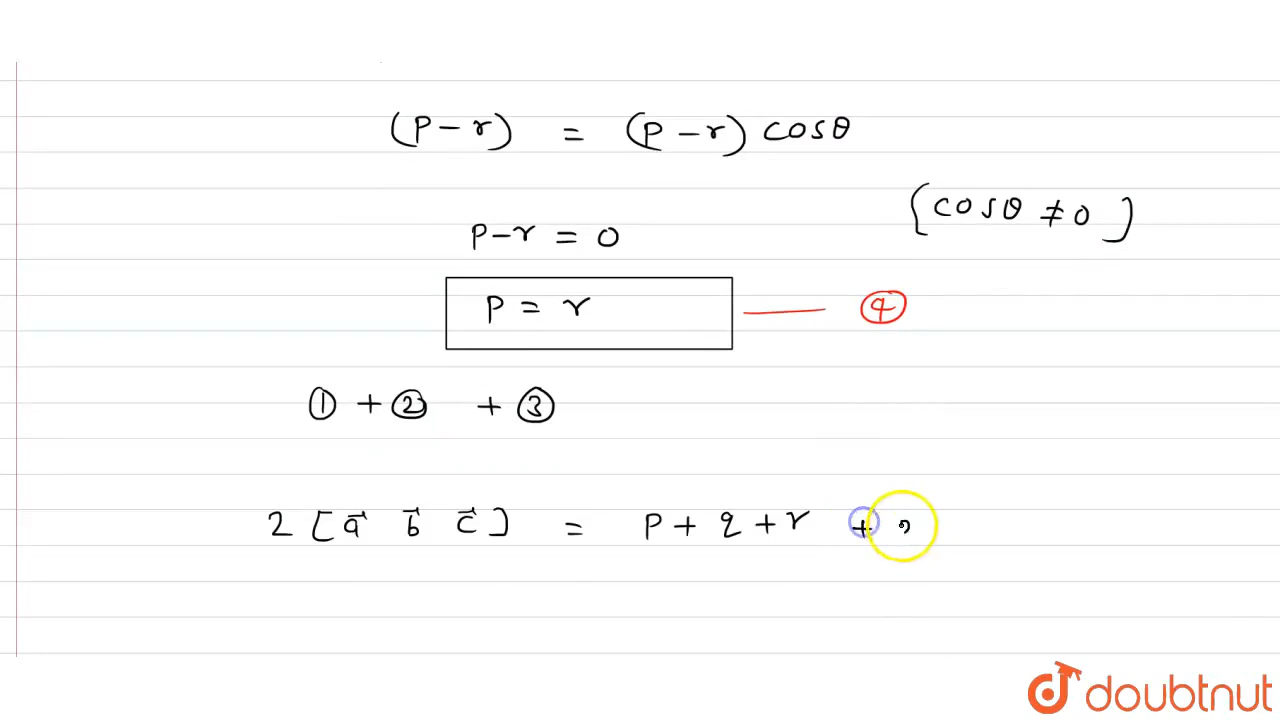 (P - r) = (P - r) cosθ
{cosθ ≠ 0}
P - r = 0
P = r — ④
① + ② + ③
2 [a⃗ b⃗ c⃗] = P + q + r +
doubtnut